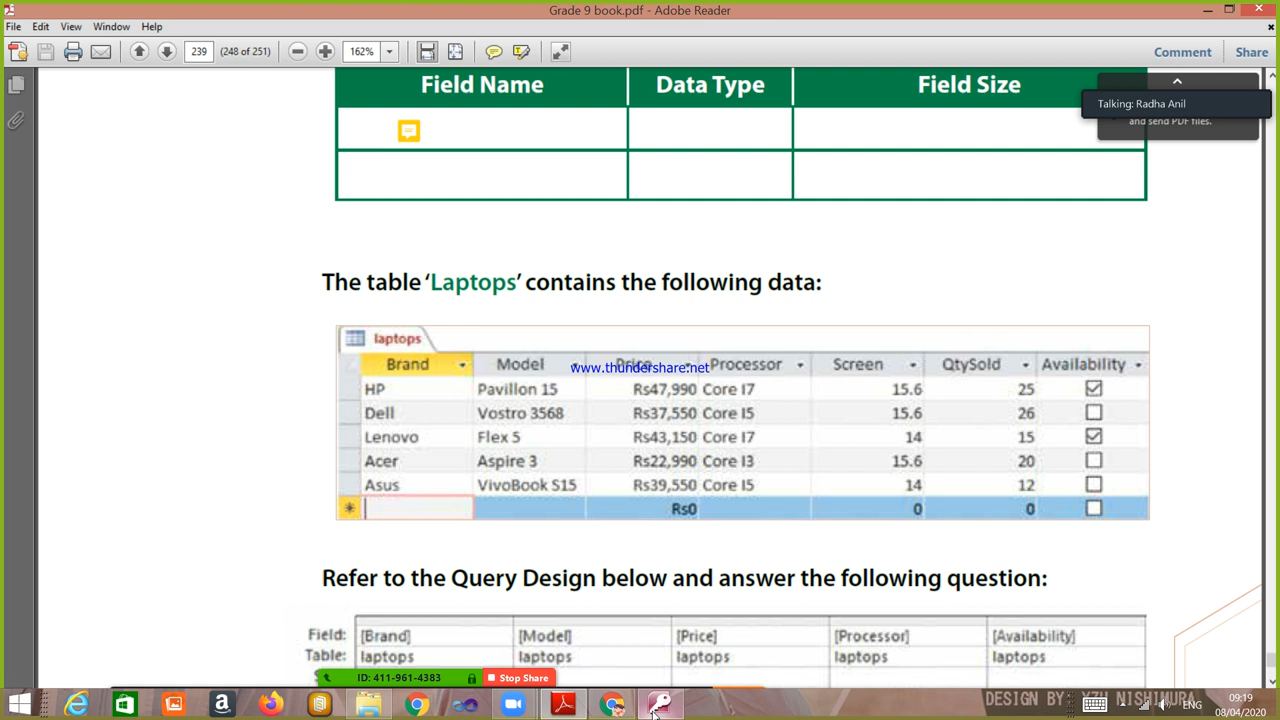 Grade 9 book.pdf - Adobe Reader
File Edit View Window Help
239 (248 of 251) 162% Comment Share
Field Name Data Type Field Size
Talking: Radha Anil
and send PDF files.
The table ‘Laptops’ contains the following data:
laptops
Brand Model Price Processor Screen QtySold Availability
www.thundershare.net
HP Pavillon 15 Rs47,990 Core I7 15.6 25
Dell Vostro 3568 Rs37,550 Core I5 15.6 26
Lenovo Flex 5 Rs43,150 Core I7 14 15
Acer Aspire 3 Rs22,990 Core I3 15.6 20
Asus VivoBook S15 Rs39,550 Core I5 14 12
Rs0 0 0
Refer to the Query Design below and answer the following question:
Field: [Brand] [Model] [Price] [Processor] [Availability]
Table: laptops laptops laptops laptops laptops
ID: 411-961-4383 Stop Share
DESIGN BY: YZU NISHIMURA
ENG
09:19
08/04/2020